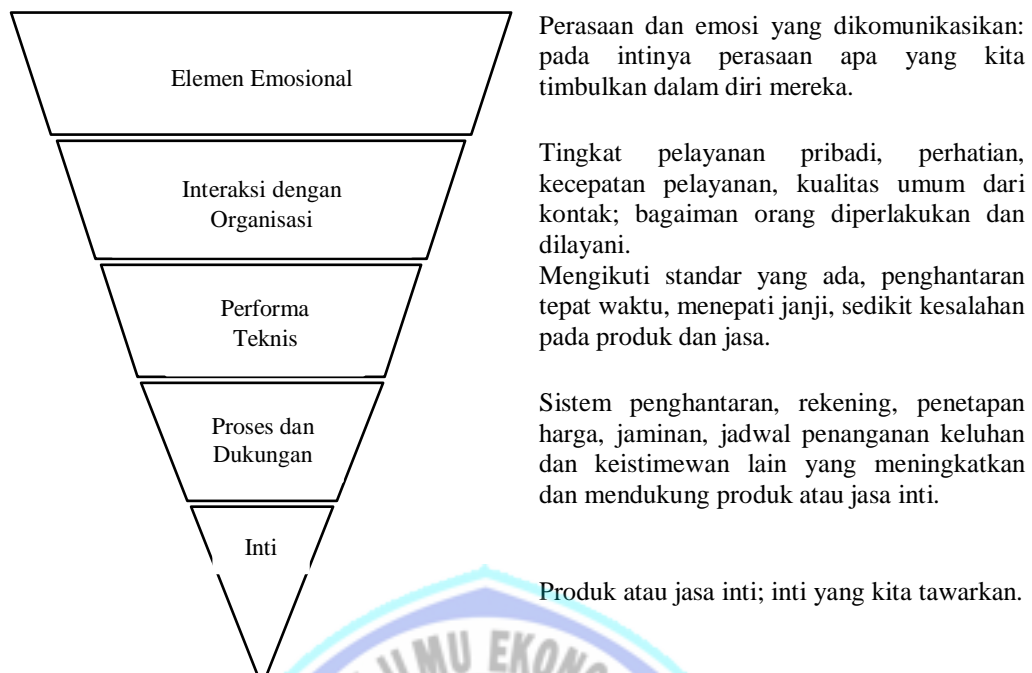 Elemen Emosional
Perasaan dan emosi yang dikomunikasikan:
pada intinya perasaan apa yang kita
timbulkan dalam diri mereka.
Interaksi dengan
Organisasi
Tingkat pelayanan pribadi, perhatian,
kecepatan pelayanan, kualitas umum dari
kontak; bagaiman orang diperlakukan dan
dilayani.
Performa
Teknis
Mengikuti standar yang ada, penghantaran
tepat waktu, menepati janji, sedikit kesalahan
pada produk dan jasa.
Proses dan
Dukungan
Sistem penghantaran, rekening, penetapan
harga, jaminan, jadwal penanganan keluhan
dan keistimewan lain yang meningkatkan
dan mendukung produk atau jasa inti.
Inti
Produk atau jasa inti; inti yang kita tawarkan.
ILMU